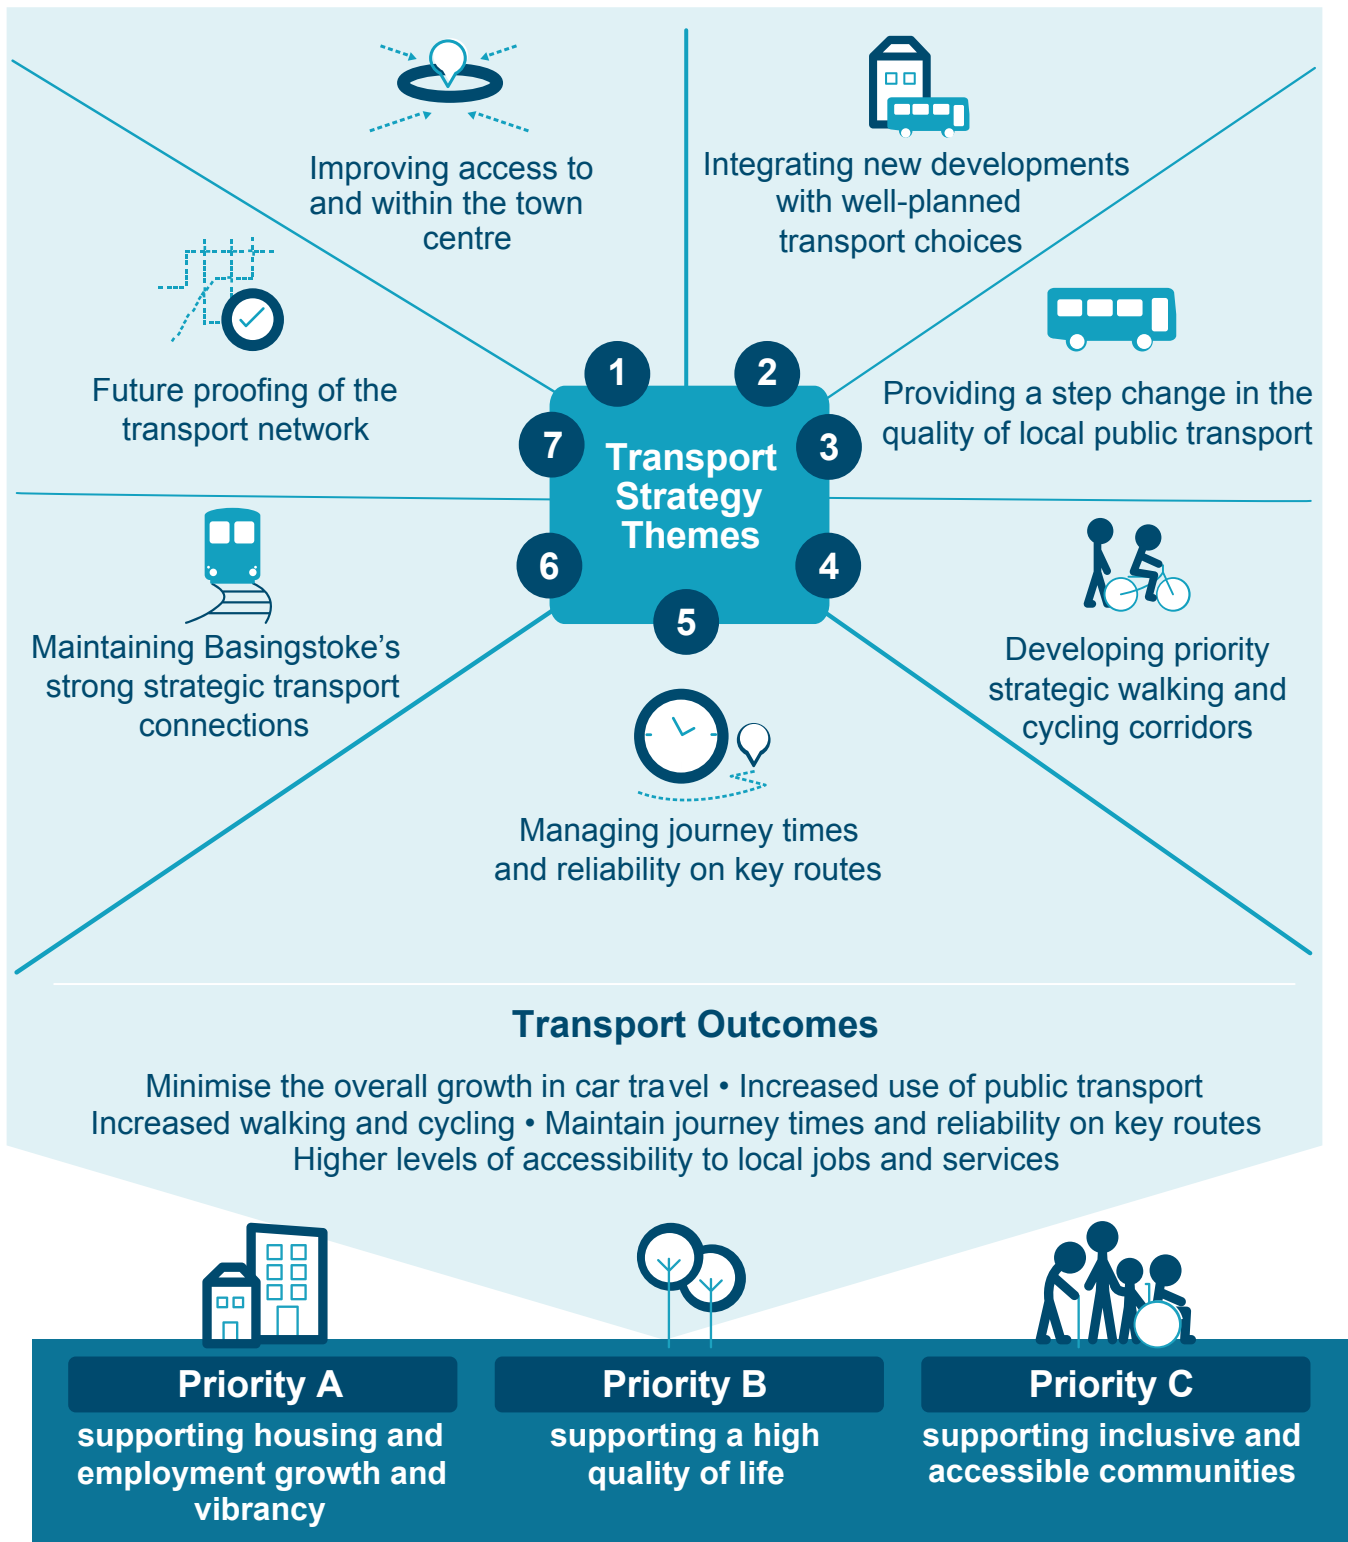 Improving access to
and within the town
centre
Integrating new developments
with well-planned
transport choices
Future proofing of the
transport network
Providing a step change in the
quality of local public transport
1
2
7
3
Transport
Strategy
Themes
6
4
5
Maintaining Basingstoke’s
strong strategic transport
connections
Developing priority
strategic walking and
cycling corridors
Managing journey times
and reliability on key routes
Transport Outcomes
Minimise the overall growth in car travel • Increased use of public transport
Increased walking and cycling • Maintain journey times and reliability on key routes
Higher levels of accessibility to local jobs and services
Priority A
supporting housing and
employment growth and
vibrancy
Priority B
supporting a high
quality of life
Priority C
supporting inclusive and
accessible communities